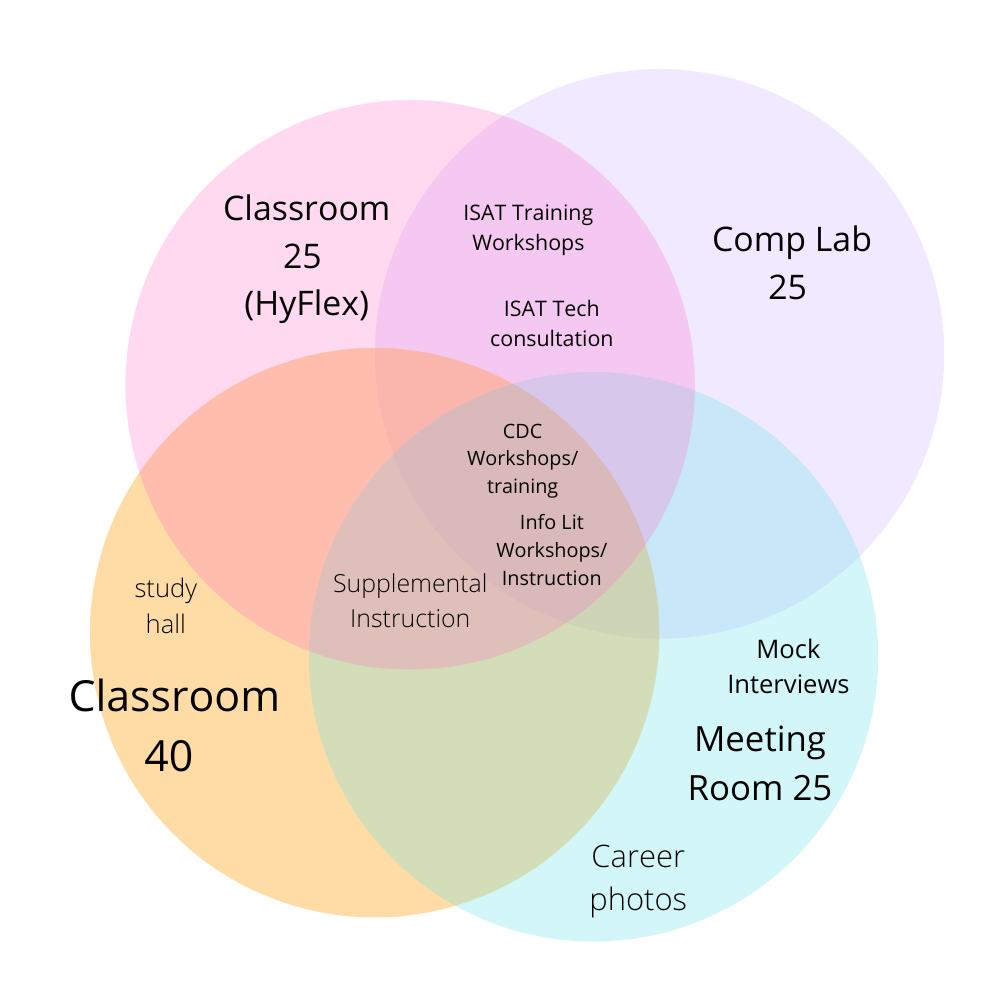 Classroom
25
(HyFlex)
ISAT Training
Workshops
ISAT Tech
consultation
Comp Lab
25
CDC
Workshops/
training
Info Lit
Workshops/
Instruction
Supplemental
Instruction
study
hall
Classroom
40
Mock
Interviews
Meeting
Room 25
Career
photos